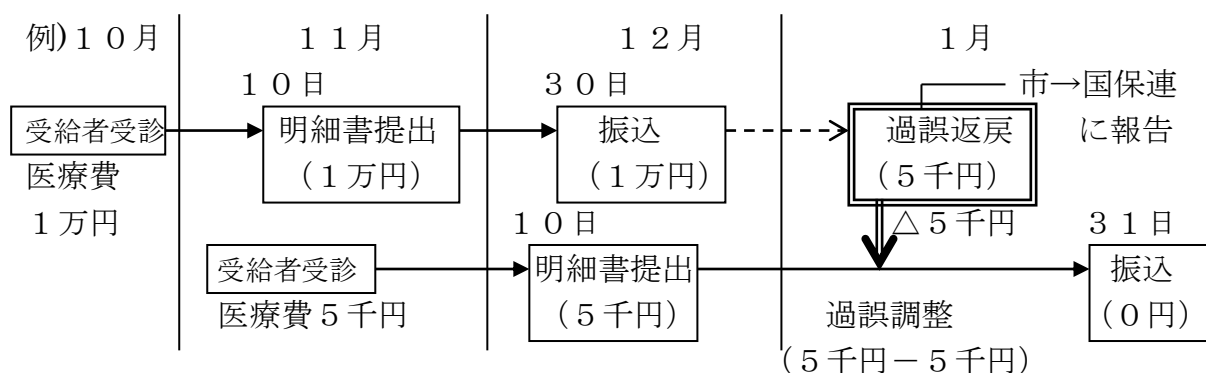 例)１０月
１１月
１２月
１月
１０日
３０日
市→国保連
に報告
受給者受診
医療費
１万円
明細書提出
（１万円）
振込
（１万円）
過誤返戻
（５千円）
△５千円
１０日
３１日
受給者受診
医療費５千円
明細書提出
（５千円）
過誤調整
（５千円－５千円）
振込
（０円）